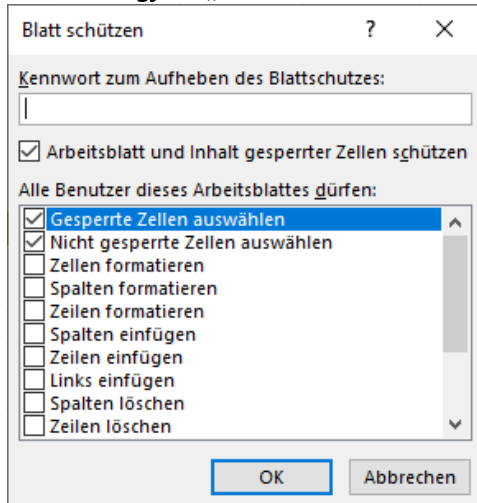 Blatt schützen ? ×
Kennwort zum Aufheben des Blattschutzes:
Arbeitsblatt und Inhalt gesperrter Zellen schützen
Alle Benutzer dieses Arbeitsblattes dürfen:
Gesperrte Zellen auswählen
Nicht gesperrte Zellen auswählen
Zellen formatieren
Spalten formatieren
Zeilen formatieren
Spalten einfügen
Zeilen einfügen
Links einfügen
Spalten löschen
Zeilen löschen
OK Abbrechen